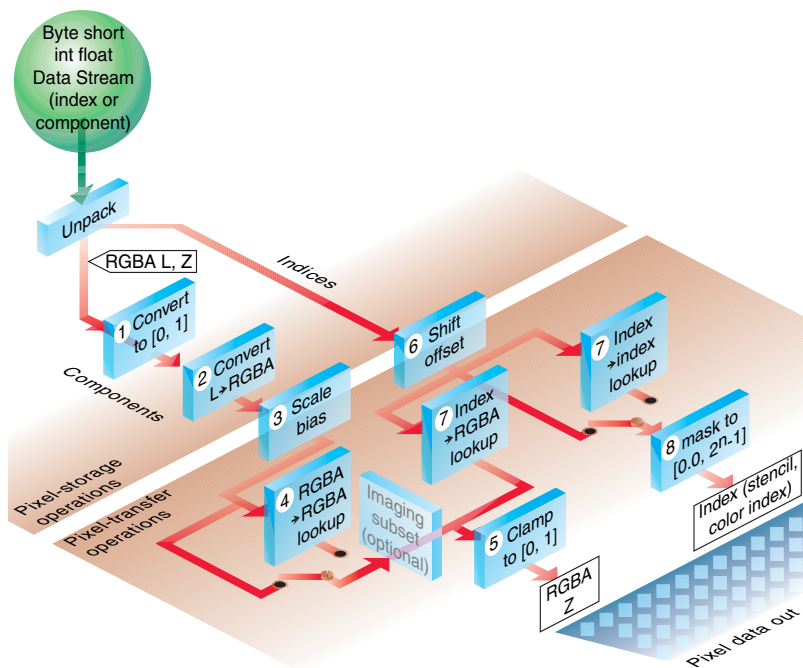 Byte short
int float
Data Stream
(index or
component)
Unpack
RGBA L, Z
Indices
1 Convert
to [0, 1]
2 Convert
L→RGBA
3 Scale
bias
Components
6 Shift
offset
7 Index
→index
lookup
7 Index
→RGBA
lookup
8 mask to
[0.0, 2ⁿ-1]
Index (stencil,
color index)
Pixel-storage
operations
Pixel-transfer
operations
4 RGBA
→RGBA
lookup
Imaging
subset
(optional)
5 Clamp
to [0, 1]
RGBA
Z
Pixel data out